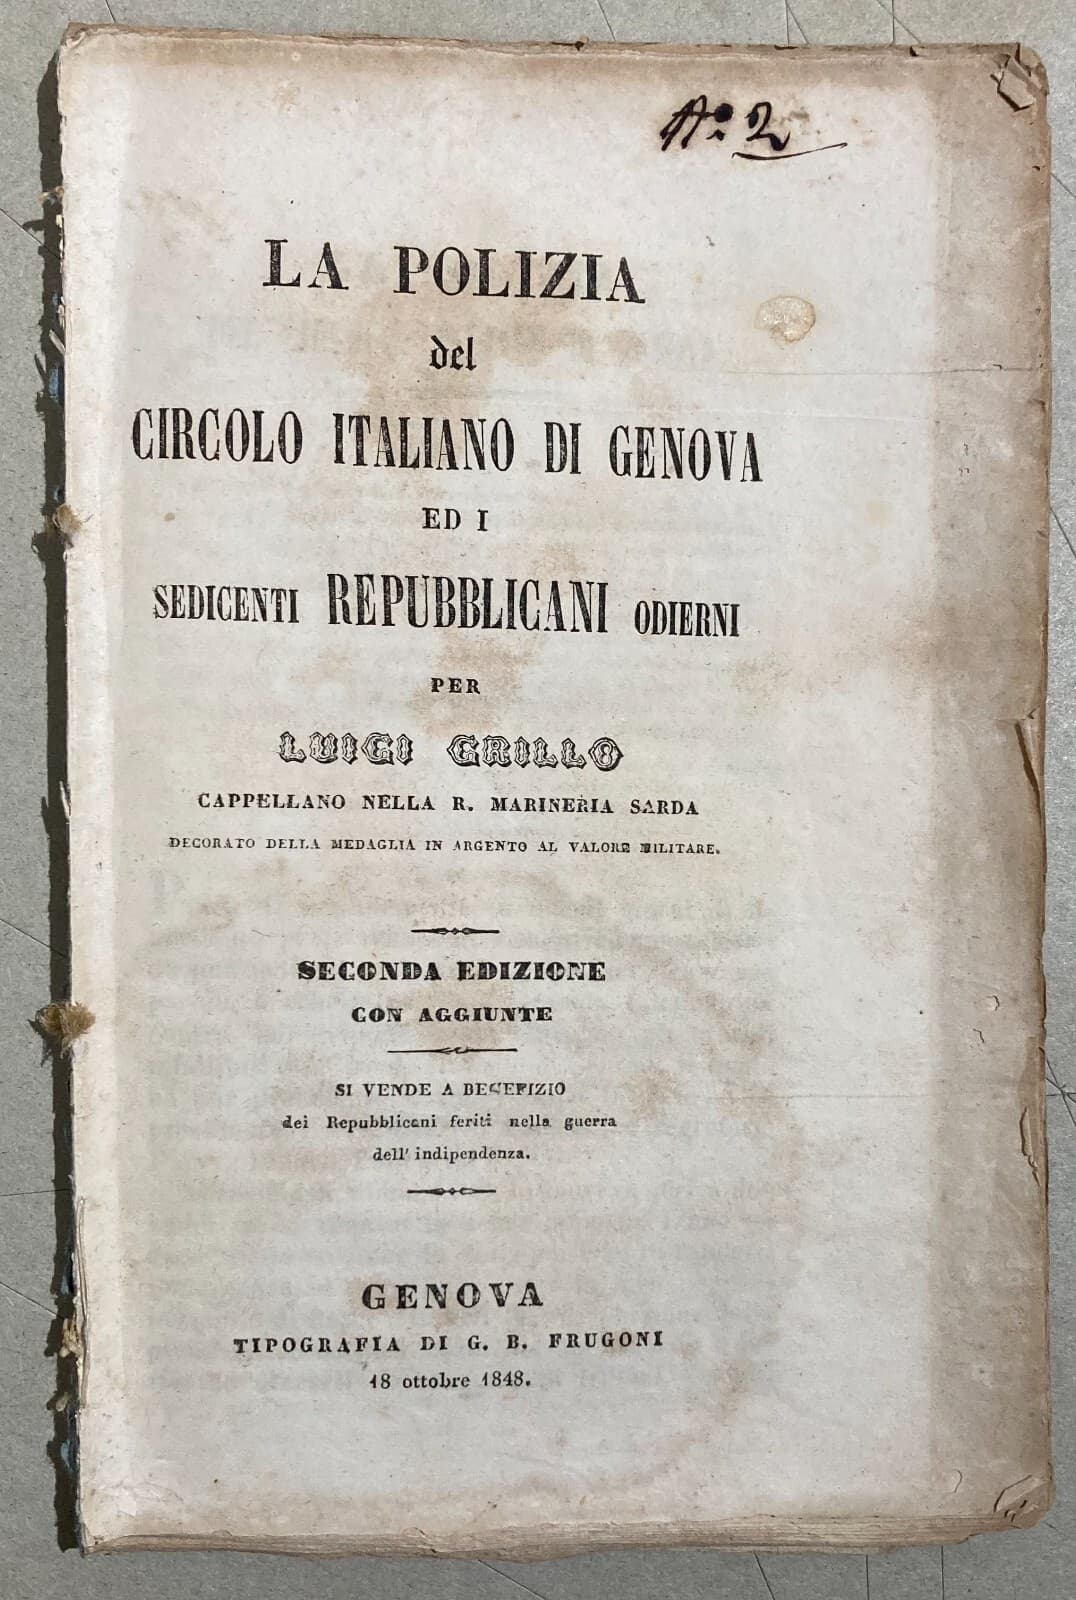 N.º 2
LA POLIZIA
del
CIRCOLO ITALIANO DI GENOVA
ED I
SEDICENTI REPUBBLICANI ODIERNI
PER
LUIGI GRILLO
CAPPELLANO NELLA R. MARINERIA SARDA
DECORATO DELLA MEDAGLIA IN ARGENTO AL VALORE MILITARE.
SECONDA EDIZIONE
CON AGGIUNTE
SI VENDE A BENEFIZIO
dei Repubblicani feriti nella guerra
dell' indipendenza.
GENOVA
TIPOGRAFIA DI G. B. FRUGONI
18 ottobre 1848.